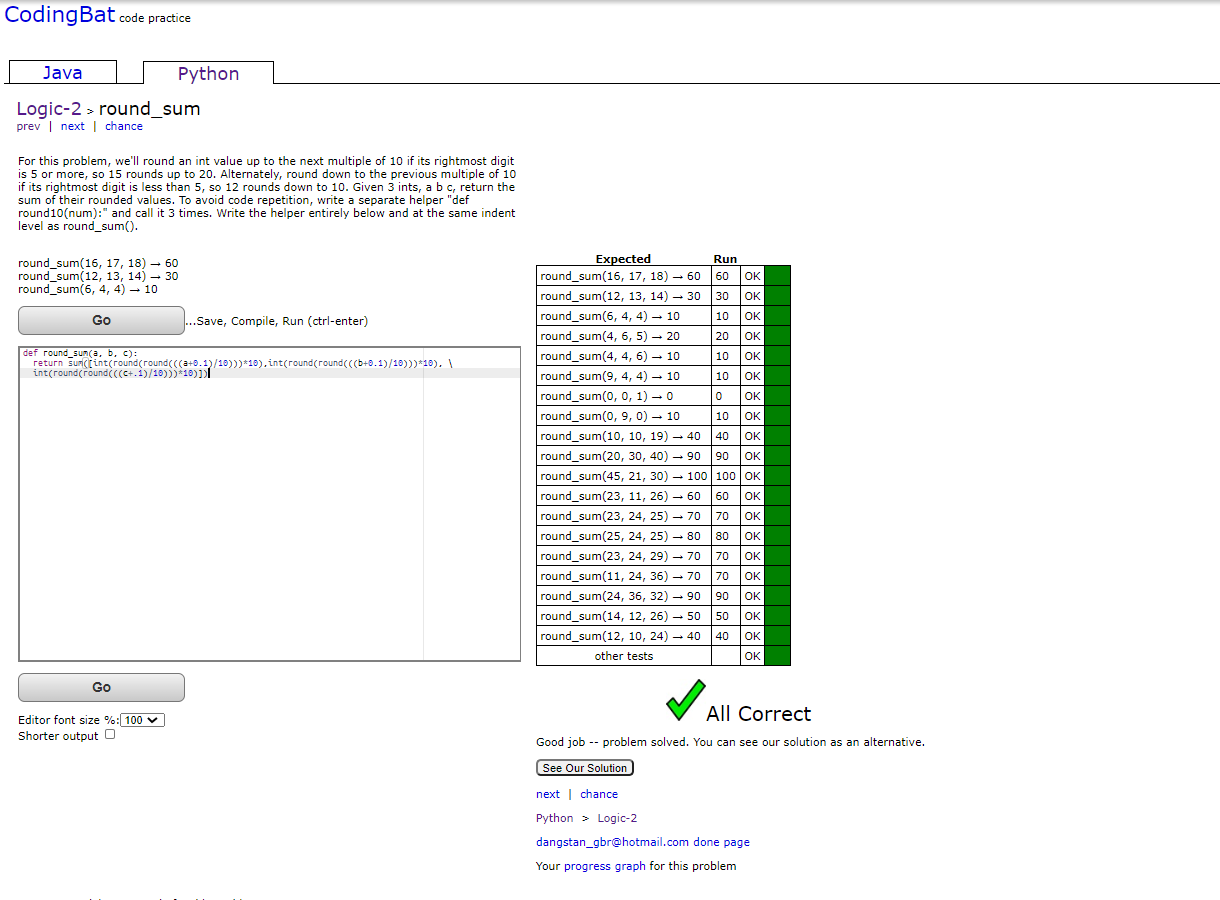 CodingBat code practice
Java
Python
Logic-2 > round_sum
prev | next | chance
For this problem, we'll round an int value up to the next multiple of 10 if its rightmost digit
is 5 or more, so 15 rounds up to 20. Alternately, round down to the previous multiple of 10
if its rightmost digit is less than 5, so 12 rounds down to 10. Given 3 ints, a b c, return the
sum of their rounded values. To avoid code repetition, write a separate helper "def
round10(num):" and call it 3 times. Write the helper entirely below and at the same indent
level as round_sum().
round_sum(16, 17, 18) → 60
round_sum(12, 13, 14) → 30
round_sum(6, 4, 4) → 10
Go ...Save, Compile, Run (ctrl-enter)
def round_sum(a, b, c):
return sum([int(round(round(((a+0.1)/10)))*10),int(round(round(((b+0.1)/10)))*10), \
int(round(round(((c+.1)/10)))*10)])
Go
Editor font size %: 100
Shorter output
Expected Run
round_sum(16, 17, 18) → 60 60 OK
round_sum(12, 13, 14) → 30 30 OK
round_sum(6, 4, 4) → 10 10 OK
round_sum(4, 6, 5) → 20 20 OK
round_sum(4, 4, 6) → 10 10 OK
round_sum(9, 4, 4) → 10 10 OK
round_sum(0, 0, 1) → 0 0 OK
round_sum(0, 9, 0) → 10 10 OK
round_sum(10, 10, 19) → 40 40 OK
round_sum(20, 30, 40) → 90 90 OK
round_sum(45, 21, 30) → 100 100 OK
round_sum(23, 11, 26) → 60 60 OK
round_sum(23, 24, 25) → 70 70 OK
round_sum(25, 24, 25) → 80 80 OK
round_sum(23, 24, 29) → 70 70 OK
round_sum(11, 24, 36) → 70 70 OK
round_sum(24, 36, 32) → 90 90 OK
round_sum(14, 12, 26) → 50 50 OK
round_sum(12, 10, 24) → 40 40 OK
other tests OK
All Correct
Good job -- problem solved. You can see our solution as an alternative.
See Our Solution
next | chance
Python > Logic-2
dangstan_gbr@hotmail.com done page
Your progress graph for this problem